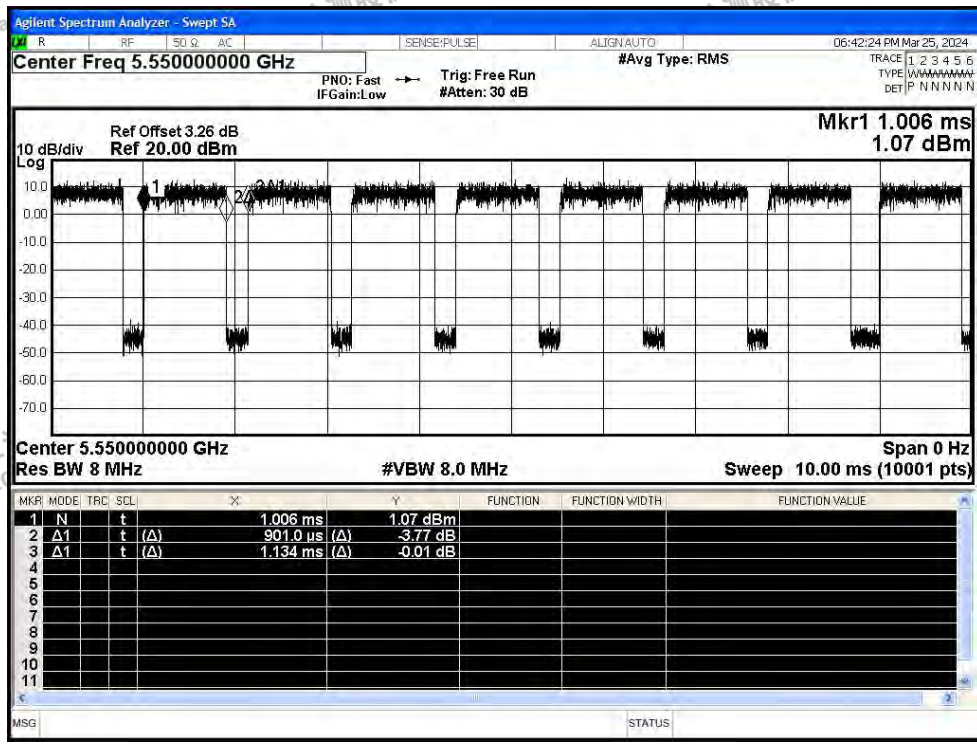 Agilent Spectrum Analyzer - Swept SA
R RF 50 Ω AC SENSE:PULSE ALIGN AUTO 06:42:24 PM Mar 25, 2024
Center Freq 5.550000000 GHz
PNO: Fast Trig: Free Run
IFGain:Low #Atten: 30 dB
#Avg Type: RMS
TRACE 1 2 3 4 5 6
TYPE
DET P N N N N N
Mkr1 1.006 ms
1.07 dBm
Ref Offset 3.26 dB
10 dB/div Ref 20.00 dBm
Log
10.0
0.00
-10.0
-20.0
-30.0
-40.0
-50.0
-60.0
-70.0
1
Center 5.5500000000 GHz Span 0 Hz
Res BW 8 MHz #VBW 8.0 MHz Sweep 10.00 ms (10001 pts)
MKR MODE TRC SCL X Y FUNCTION FUNCTION WIDTH FUNCTION VALUE
1 N t 1.006 ms 1.07 dBm
2 Δ1 t (Δ) 901.0 µs (Δ) -3.77 dB
3 Δ1 t (Δ) 1.134 ms (Δ) -0.01 dB
4
5
6
7
8
9
10
11
MSG STATUS